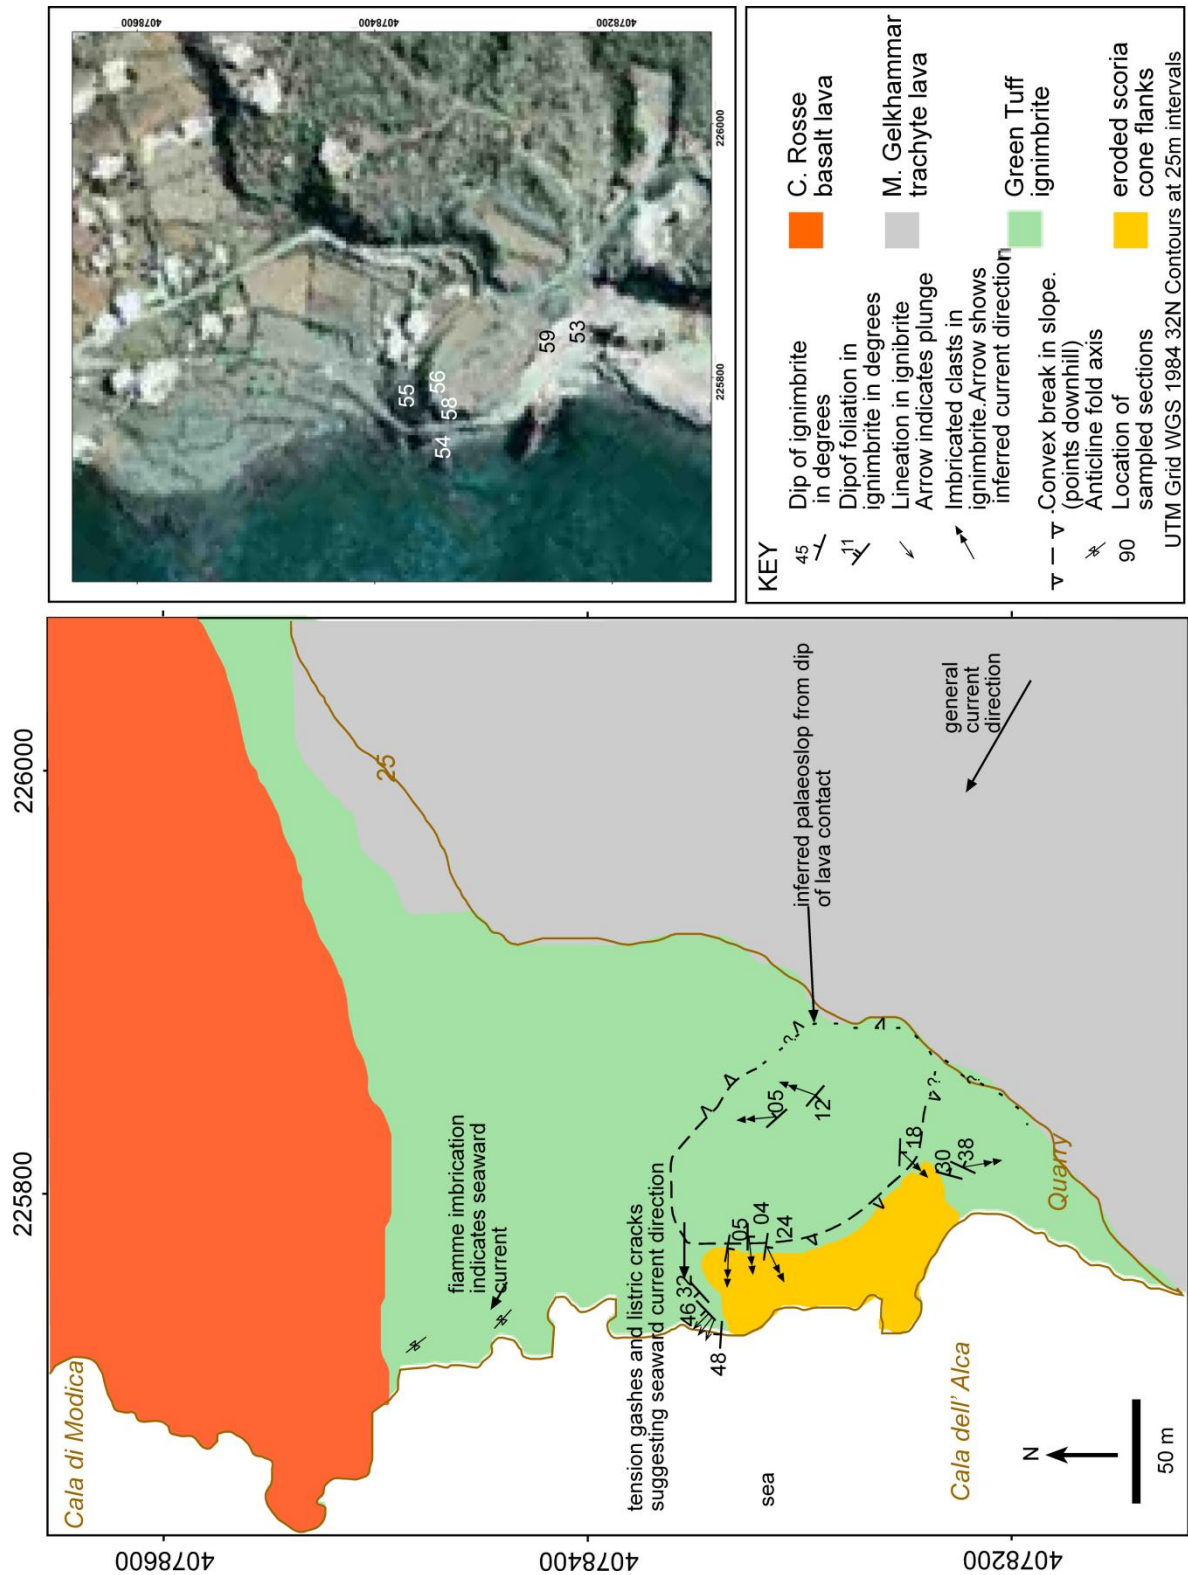 226000
225800
4078600
4078400
4078200
Cala di Modica
25
fiamme imbrication
indicates seaward
current
tension gashes and listric cracks
suggesting seaward current direction
inferred palaeoslop from dip
of lava contact
general
current
direction
32
46
48
05
04
24
05
12
18
30
38
?
?
?
Quarry
Cala dell' Alca
sea
N
50 m
4078600
4078400
4078200
226000
225800
54
55
56
58
59
53
KEY
45
Dip of ignimbrite
in degrees
11
Dipof foliation in
ignimbrite in degrees
Lineation in ignibrite
Arrow indicates plunge
Imbricated clasts in
ignimbrite.Arrow shows
inferred current direction
Convex break in slope.
(points downhill)
Anticline fold axis
90
Location of
sampled sections
C. Rosse
basalt lava
M. Gelkhammar
trachyte lava
Green Tuff
ignimbrite
eroded scoria
cone flanks
UTM Grid WGS 1984 32N Contours at 25m intervals